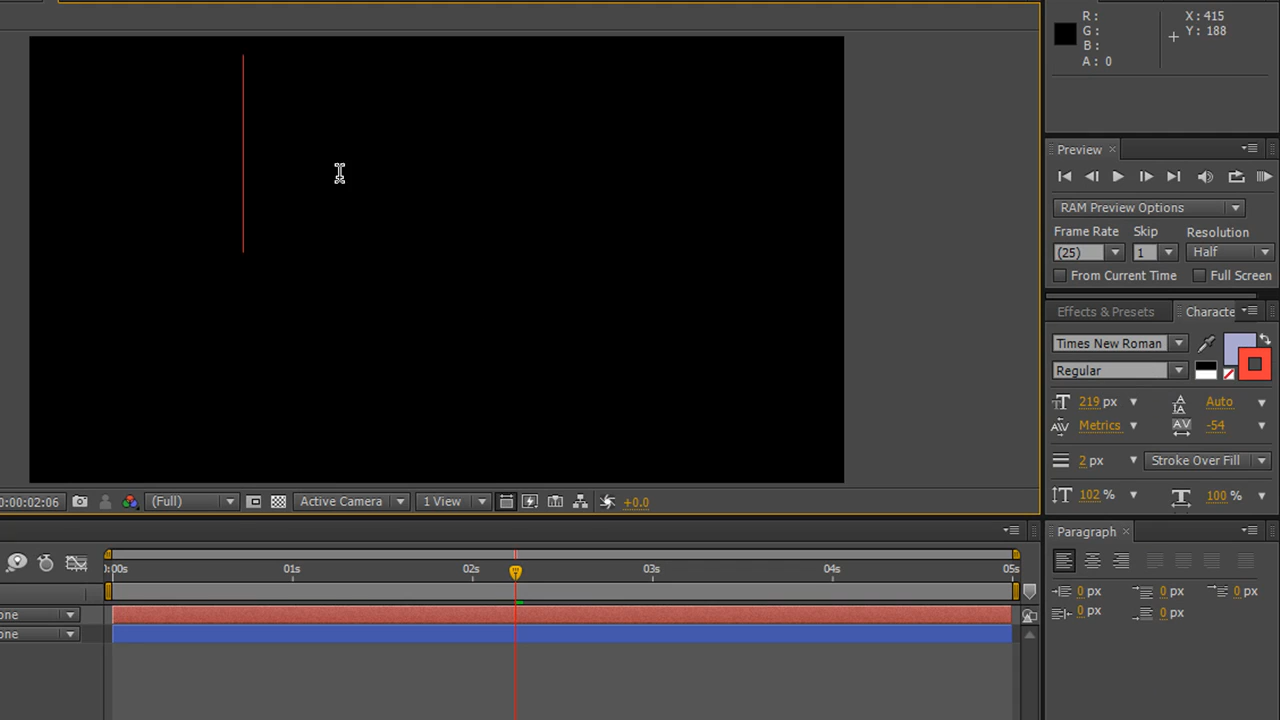 R:
G:
B:
A: 0
X: 415
Y: 188
Preview
RAM Preview Options
Frame Rate Skip Resolution
(25) 1 Half
From Current Time Full Screen
Effects & Presets Characte
Times New Roman
Regular
219 px Auto
Metrics -54
2 px Stroke Over Fill
102 % 100 %
0:00:02:06 (Full) Active Camera 1 View +0.0
Paragraph
0 px 0 px 0 px
0 px 0 px
):00s 01s 02s 03s 04s 05s
one
one